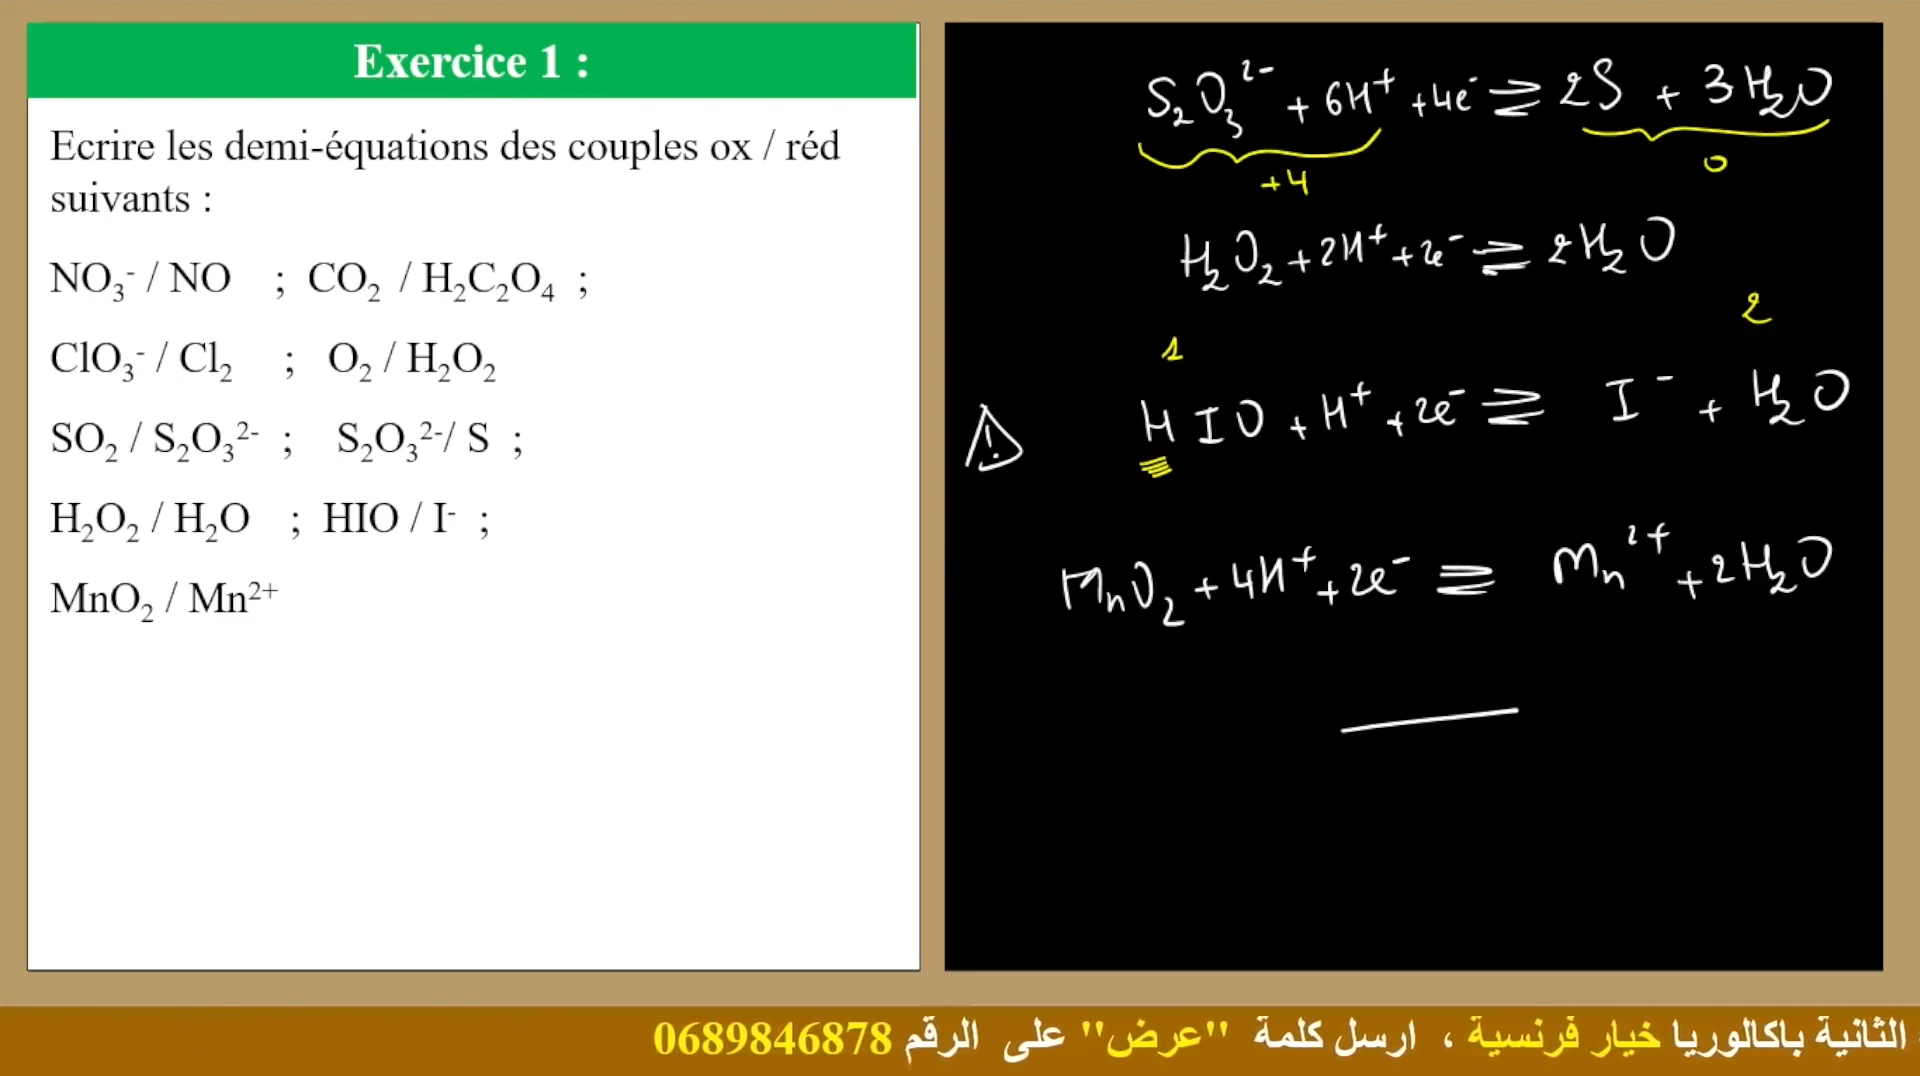 Exercice 1 :
Ecrire les demi-équations des couples ox / réd
suivants :
NO₃⁻ / NO ; CO₂ / H₂C₂O₄ ;
ClO₃⁻ / Cl₂ ; O₂ / H₂O₂
SO₂ / S₂O₃²⁻ ; S₂O₃²⁻/ S ;
H₂O₂ / H₂O ; HIO / I⁻ ;
MnO₂ / Mn²⁺
S₂O₃²⁻ + 6H⁺ + 4e⁻ ⇌ 2S + 3H₂O
+4 0
H₂O₂ + 2H⁺ + 2e⁻ ⇌ 2H₂O
1 2
HIO + H⁺ + 2e⁻ ⇌ I⁻ + H₂O
!
MnO₂ + 4H⁺ + 2e⁻ ⇌ Mn²⁺ + 2H₂O
الثانية باكالوريا خيار فرنسية ، ارسل كلمة "عرض" على الرقم 0689846878